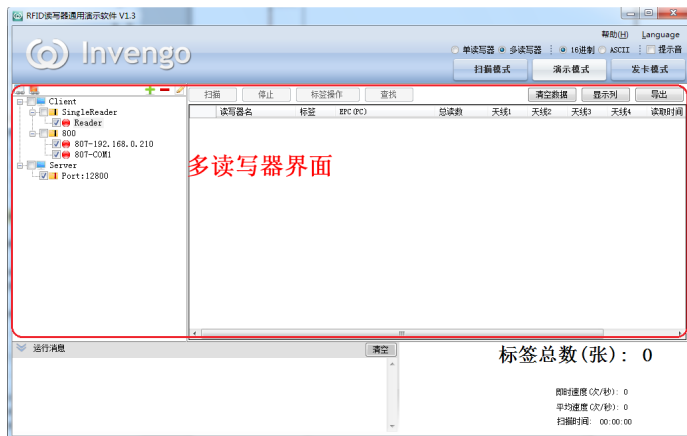 RFID读写器通用演示软件 V1.3
帮助(H) Language
Invengo
单读写器 多读写器 16进制 ASCII 提示音
扫描模式 演示模式 发卡模式
扫描 停止 标签操作 查找 清空数据 显示列 导出
读写器名 标签 EPC(PC) 总读数 天线1 天线2 天线3 天线4 读取时间
Client
SingleReader
Reader
800
807-192.168.0.210
807-COM1
Server
Port:12800
多读写器界面
运行消息 清空
标签总数(张): 0
即时速度(次/秒): 0
平均速度(次/秒): 0
扫描时间: 00:00:00